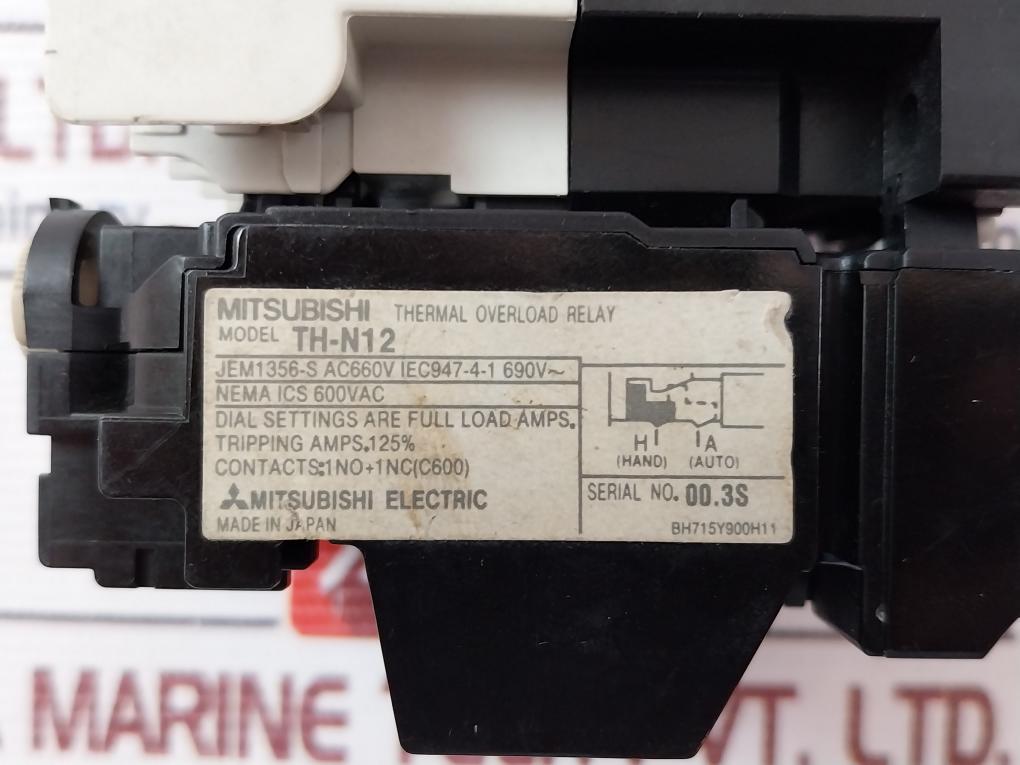 MITSUBISHI THERMAL OVERLOAD RELAY
MODEL TH-N12
JEM1356-S AC660V IEC947-4-1 690V~
NEMA ICS 600VAC
DIAL SETTINGS ARE FULL LOAD AMPS.
TRIPPING AMPS.125%
CONTACTS:1NO+1NC(C600)
MITSUBISHI ELECTRIC
MADE IN JAPAN
H A
(HAND) (AUTO)
SERIAL NO. 00.3S
BH715Y900H11
MARINE PVT. LTD.